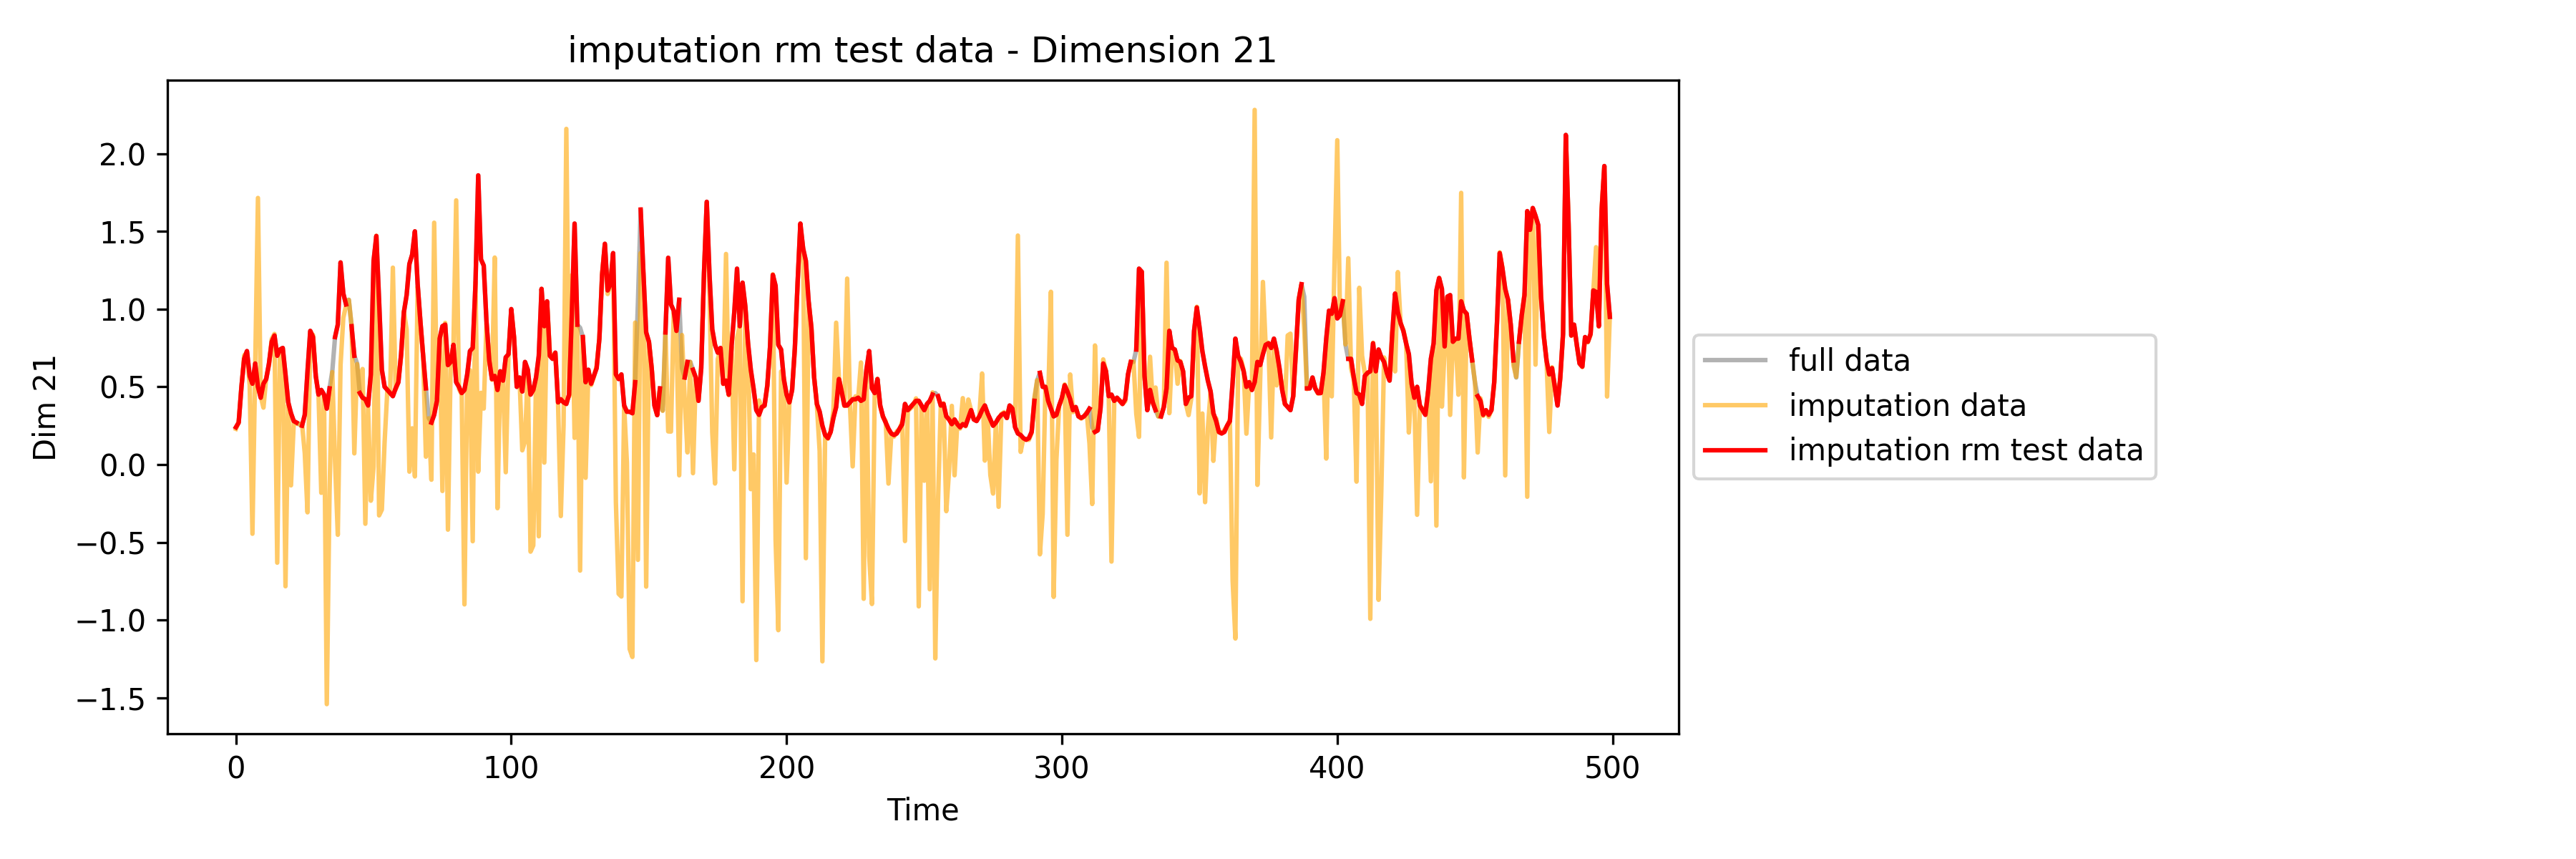 imputation rm test data - Dimension 21
Dim 21
2.0
1.5
1.0
0.5
0.0
−0.5
−1.0
−1.5
0 100 200 300 400 500
Time
full data
imputation data
imputation rm test data